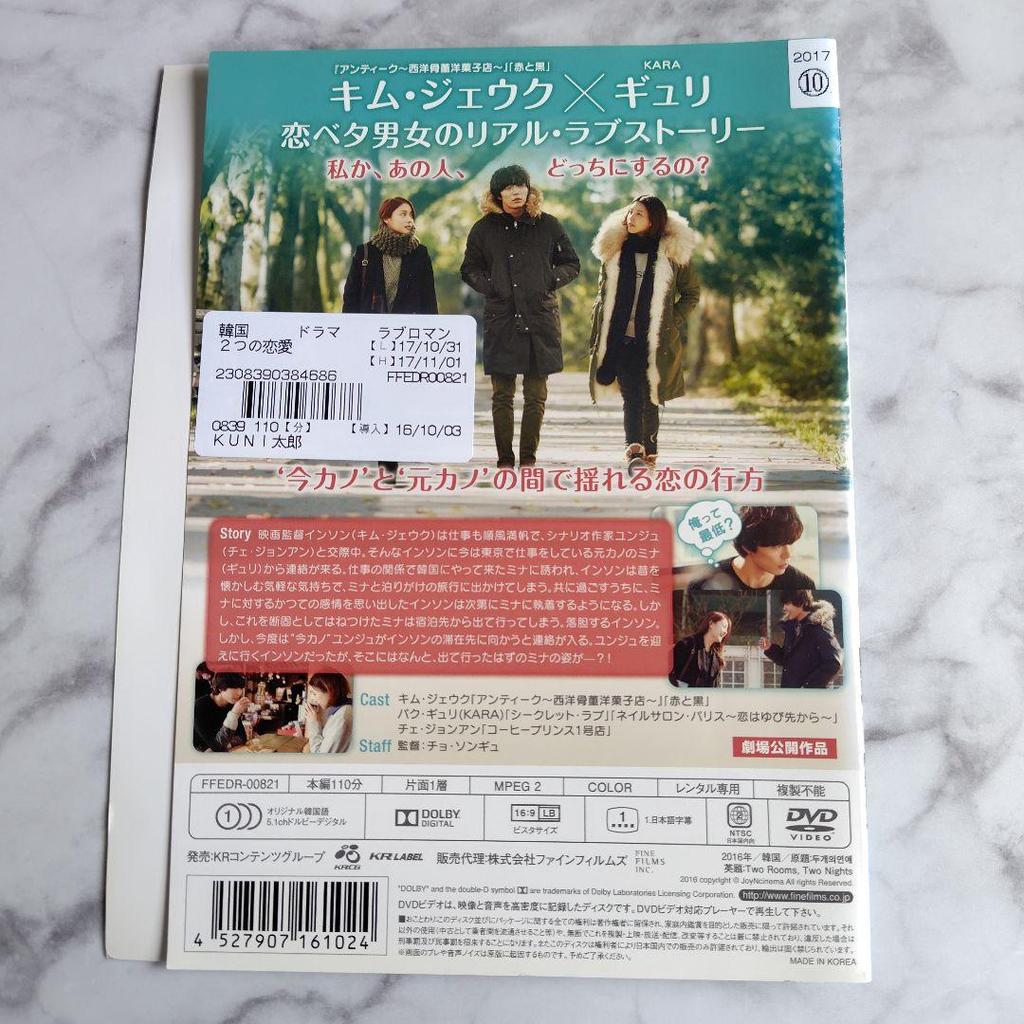 『アンティーク～西洋骨董洋菓子店～』『赤と黒』
KARA
キム・ジェウク×ギュリ
恋ベタ男女のリアル・ラブストーリー
私か、あの人、どっちにするの?
2017
⑩
韓国 ドラマ ラブロマン
2つの恋愛 【L】17/10/31
【H】17/11/01
2308390384686 FFEDR00821
0839 110【分】 【導入】16/10/03
KUNI太郎
‘今カノ’と‘元カノ’の間で揺れる恋の行方
俺って
最低?
Story 映画監督インソン(キム・ジェウク)は仕事も順風満帆で、シナリオ作家ユンジュ
(チェ・ジョンアン)と交際中。そんなインソンに今は東京で仕事をしている元カノのミナ
(ギュリ)から連絡が来る。仕事の関係で韓国にやって来たミナに誘われ、インソンは昔を
懐かしむ気軽な気持ちで、ミナと泊りがけの旅行に出かけてしまう。共に過ごすうちに、ミ
ナに対するかつての感情を思い出したインソンは次第にミナに執着するようになる。しか
し、これを断固としてはねつけたミナは宿泊先から出て行ってしまう。落胆するインソン。
しかし、今度は“今カノ”ユンジュがインソンの滞在先に向かうと連絡が入る。ユンジュを迎
えに行くインソンだったが、そこにはなんと、出て行ったはずのミナの姿が―?!
Cast キム・ジェウク『アンティーク～西洋骨董洋菓子店～』『赤と黒』
パク・ギュリ(KARA)『シークレット・ラブ』『ネイルサロン・パリス～恋はゆび先から～』
チェ・ジョンアン『コーヒープリンス1号店』
Staff 監督:チョ・ソンギュ
劇場公開作品
FFEDR-00821 本編110分 片面1層 MPEG 2 COLOR レンタル専用 複製不能
1 オリジナル韓国語
5.1chドルビーデジタル
DOLBY
DIGITAL
16:9 LB
ビスタサイズ
1 1.日本語字幕
2
NTSC
日本国内向
DVD
VIDEO
発売:KRコンテンツグループ KRCG KR LABEL 販売代理:株式会社ファインフィルムズ FINE FILMS INC.
2016年/韓国/原題:두개의연애
英題:Two Rooms, Two Nights
2016 copyright © JoyNcinema All rights Reserved.
"DOLBY" and the double-D symbol are trademarks of Dolby Laboratories Licensing Corporation. http://www.finefilms.co.jp
DVDビデオは、映像と音声を高密度に記録したディスクです。DVDビデオ対応プレーヤーで再生して下さい。
4 527907 161024
MADE IN KOREA